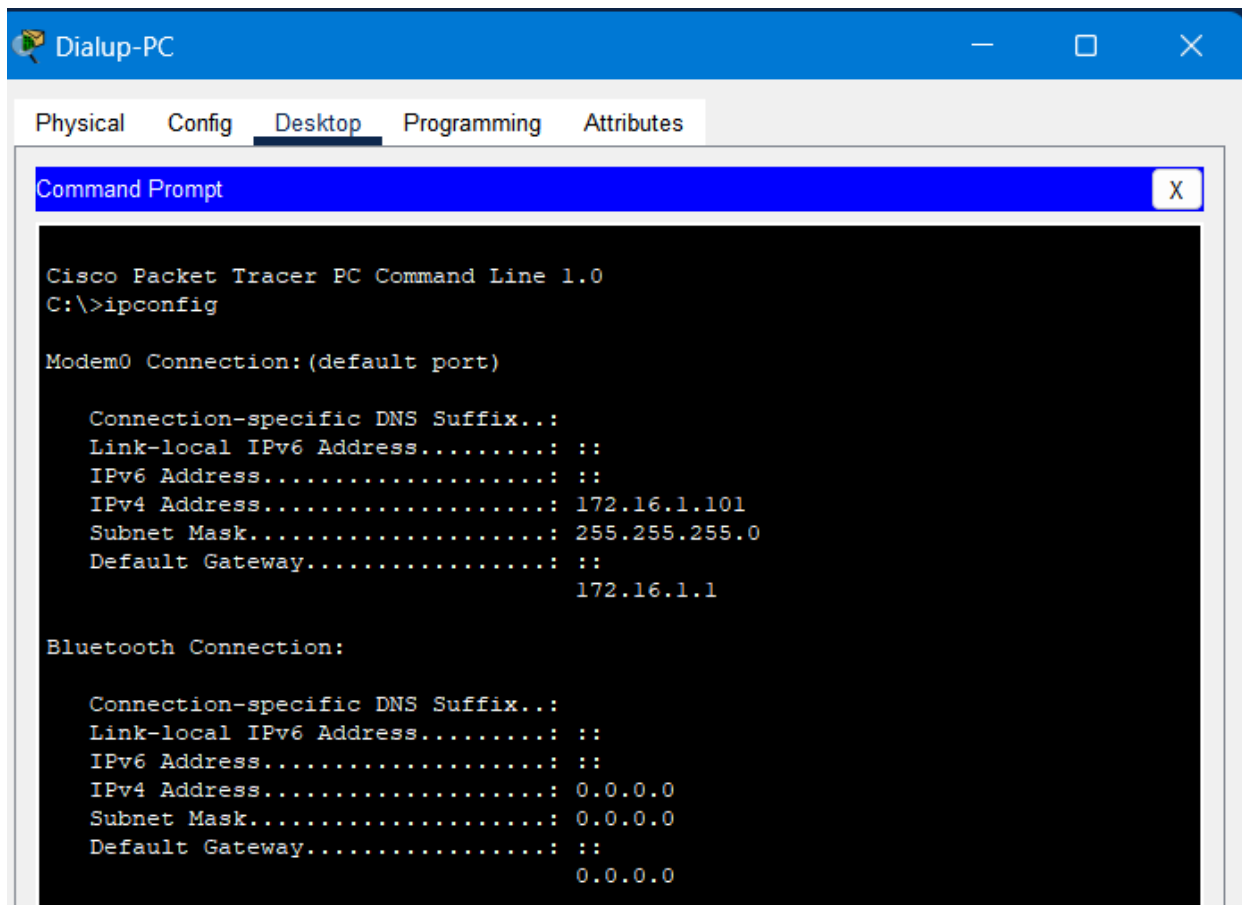 Dialup-PC
Physical Config Desktop Programming Attributes
Command Prompt
X
Cisco Packet Tracer PC Command Line 1.0
C:\>ipconfig
Modem0 Connection:(default port)
Connection-specific DNS Suffix..:
Link-local IPv6 Address.........: ::
IPv6 Address....................: ::
IPv4 Address....................: 172.16.1.101
Subnet Mask.....................: 255.255.255.0
Default Gateway.................: ::
172.16.1.1
Bluetooth Connection:
Connection-specific DNS Suffix..:
Link-local IPv6 Address.........: ::
IPv6 Address....................: ::
IPv4 Address....................: 0.0.0.0
Subnet Mask.....................: 0.0.0.0
Default Gateway.................: ::
0.0.0.0